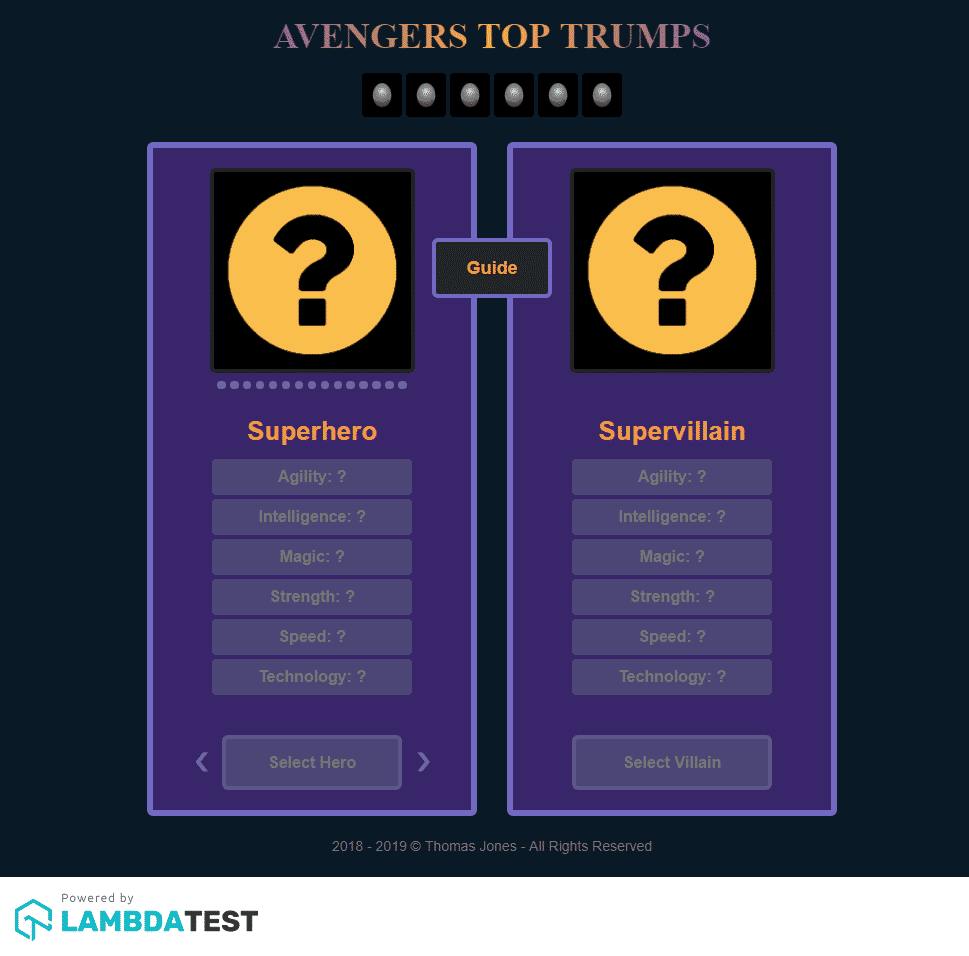 AVENGERS TOP TRUMPS
Guide
Superhero
Agility: ?
Intelligence: ?
Magic: ?
Strength: ?
Speed: ?
Technology: ?
❮ Select Hero ❯
Supervillain
Agility: ?
Intelligence: ?
Magic: ?
Strength: ?
Speed: ?
Technology: ?
Select Villain
2018 - 2019 © Thomas Jones - All Rights Reserved
Powered by
LAMBDATEST